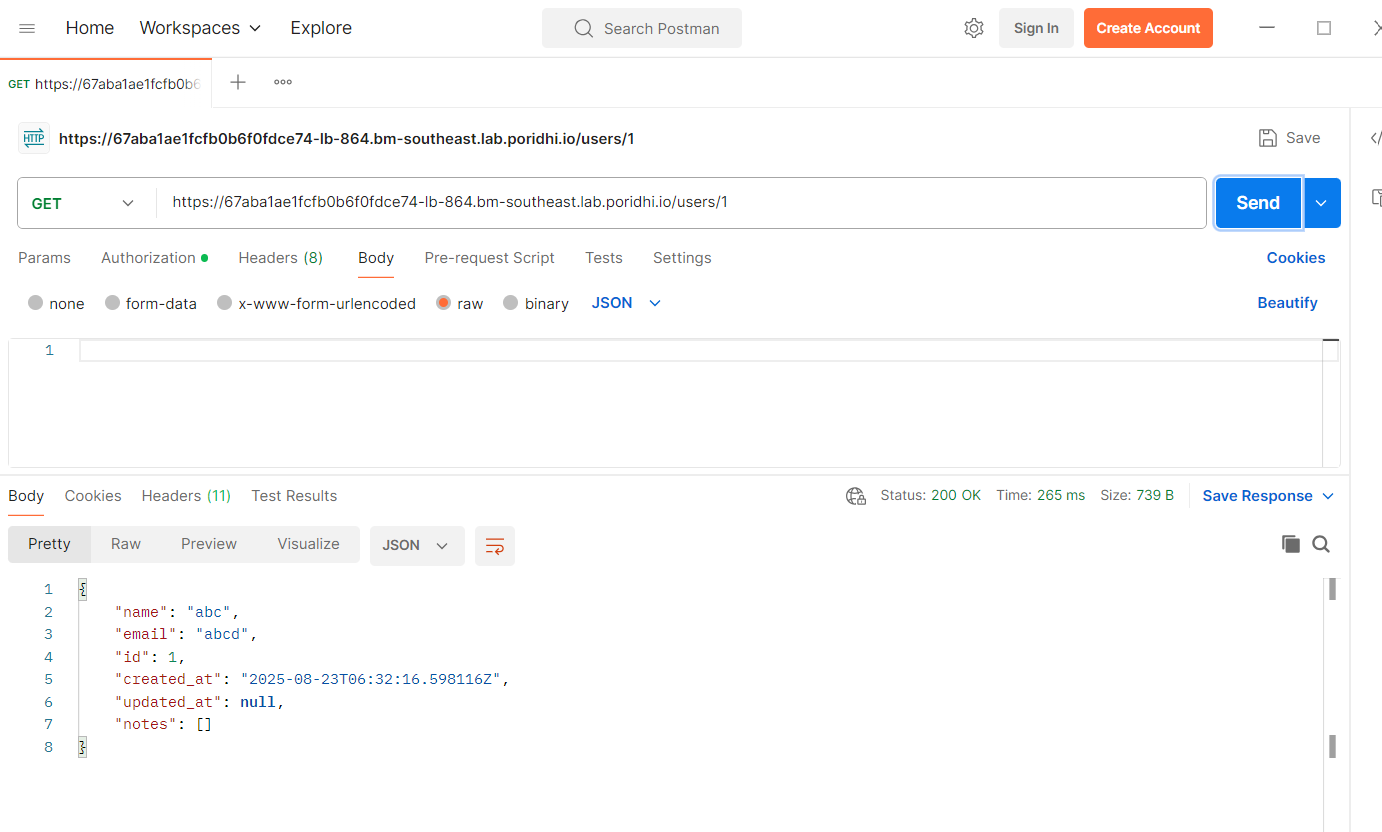 Home Workspaces Explore Search Postman Sign In Create Account
GET https://67aba1ae1fcfb0b6
HTTP https://67aba1ae1fcfb0b6f0fdce74-lb-864.bm-southeast.lab.poridhi.io/users/1 Save
GET https://67aba1ae1fcfb0b6f0fdce74-lb-864.bm-southeast.lab.poridhi.io/users/1 Send
Params Authorization Headers (8) Body Pre-request Script Tests Settings Cookies
none form-data x-www-form-urlencoded raw binary JSON Beautify
1
Body Cookies Headers (11) Test Results Status: 200 OK Time: 265 ms Size: 739 B Save Response
Pretty Raw Preview Visualize JSON
1 {
2 "name": "abc",
3 "email": "abcd",
4 "id": 1,
5 "created_at": "2025-08-23T06:32:16.598116Z",
6 "updated_at": null,
7 "notes": []
8 }